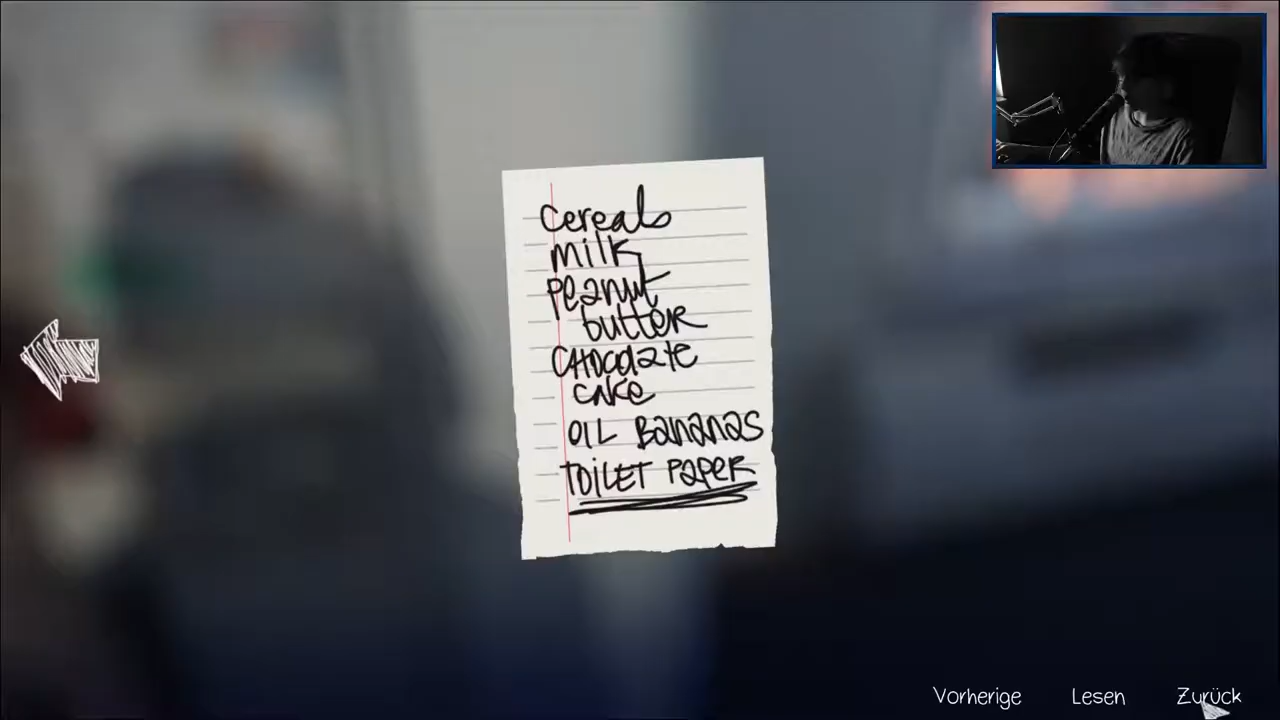 cereals
milk
peanut
butter
CHocolate
cake
OIL Bananas
TOILET PaPeR
Vorherige
Lesen
Zurück